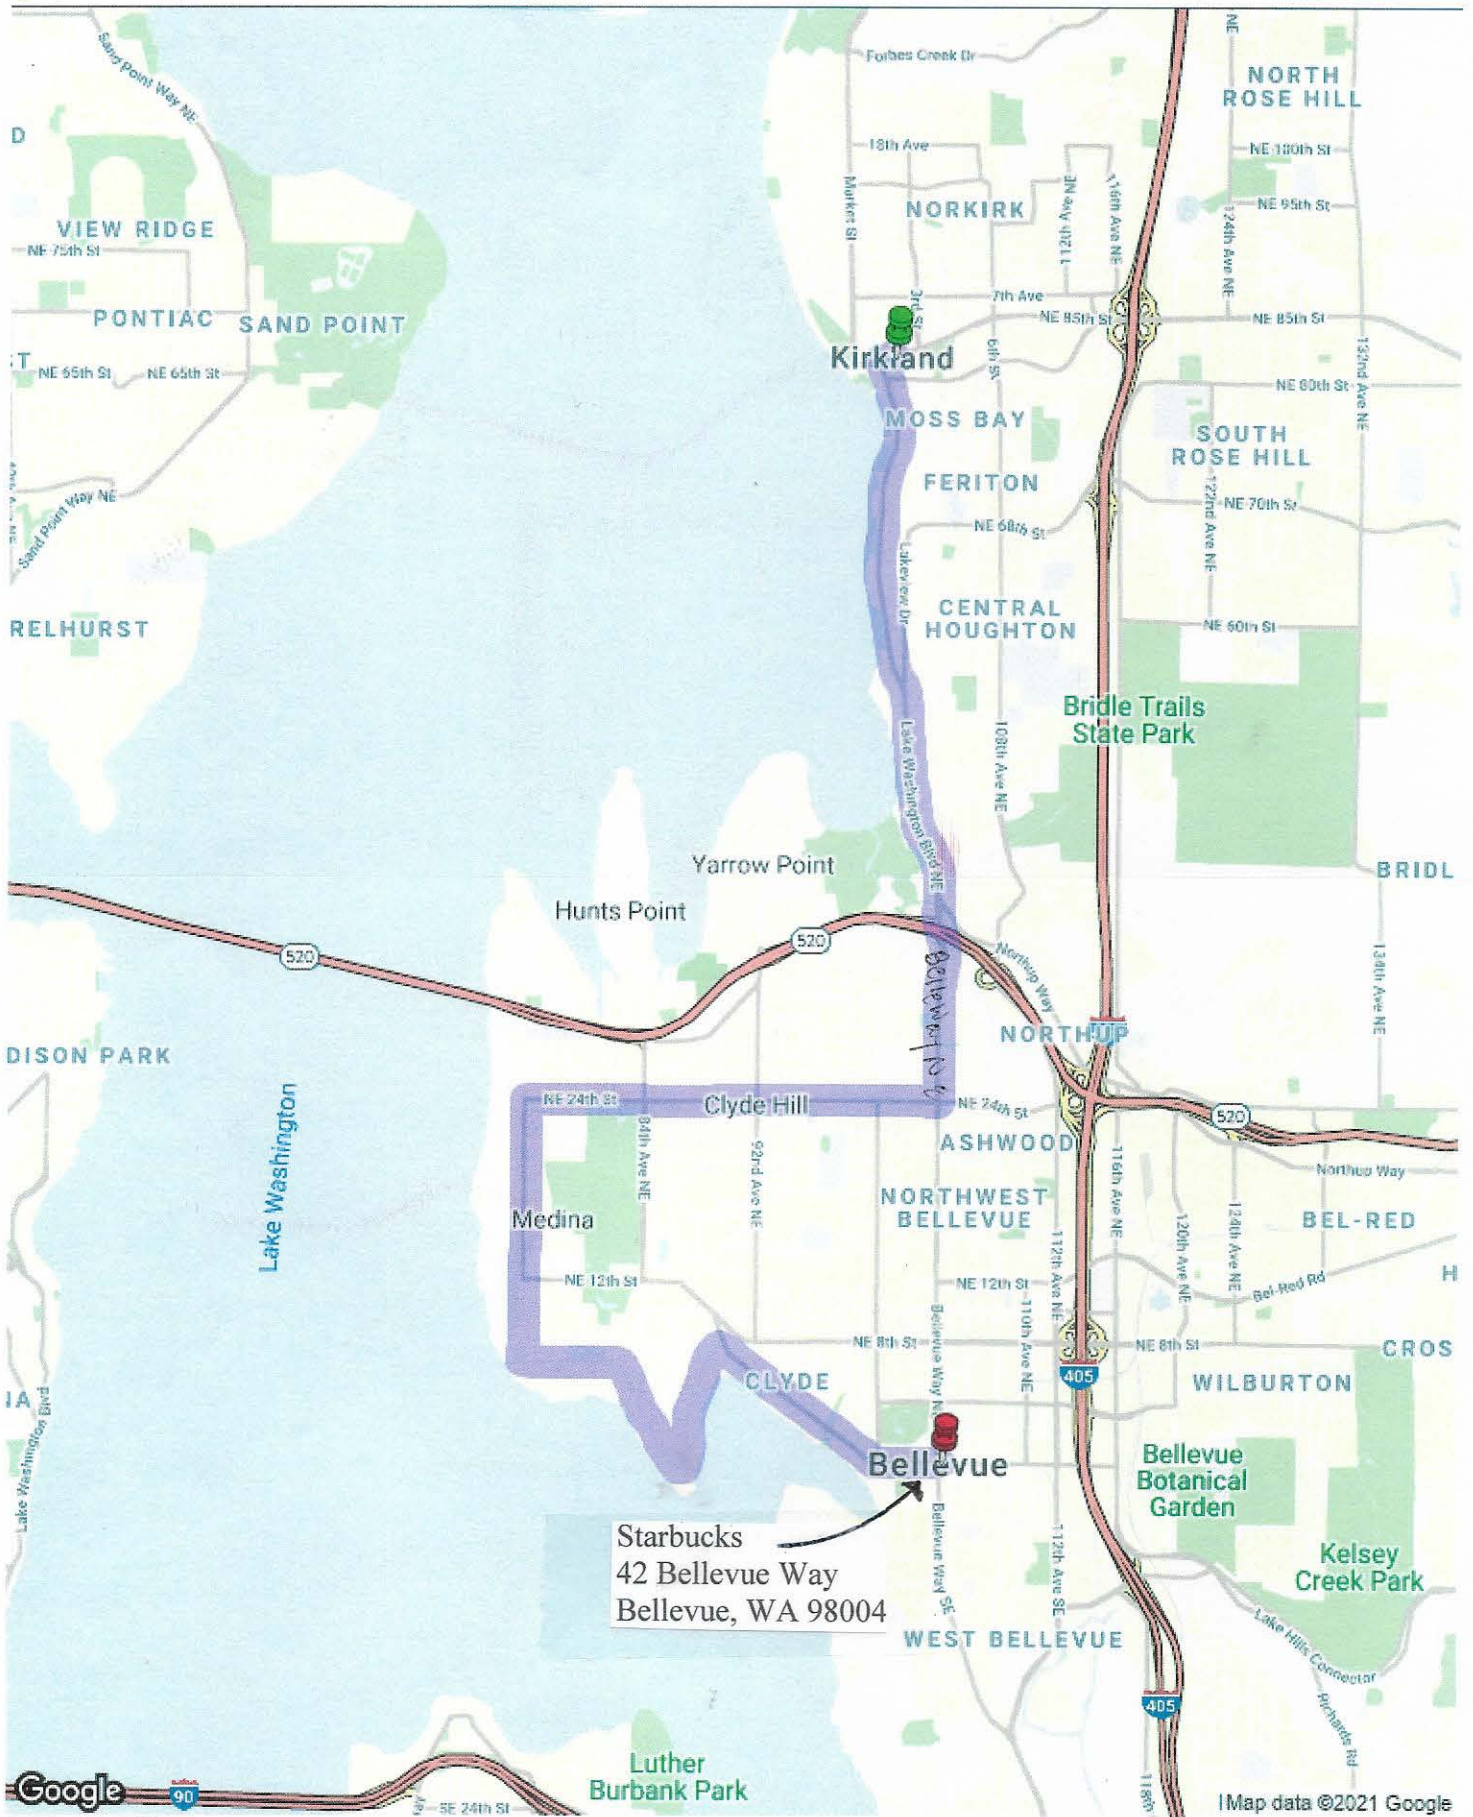 Forbes Creek Dr
NE
Sand Point Way NE
NORTH
ROSE HILL
D
18th Ave
NE 100th St
Market St
NORKIRK
112th Ave NE
116th Ave NE
NE 95th St
124th Ave NE
VIEW RIDGE
NE 75th St
3rd St
7th Ave
PONTIAC
SAND POINT
NE 85th St
NE 85th St
Kirkland
6th St
132nd Ave NE
NE 65th St
NE 65th St
NE 80th St
MOSS BAY
SOUTH
ROSE HILL
FERITON
Sand Point Way NE
NE 68th St
122nd Ave NE
NE 70th St
Lakeview Dr
CENTRAL
HOUGHTON
RELHURST
NE 60th St
Bridle Trails
State Park
Lake Washington Blvd NE
108th Ave NE
Yarrow Point
BRIDL
Hunts Point
520
520
Northup Way
134th Ave NE
NORTHUP
DISON PARK
Lake Washington
NE 24th St
Clyde Hill
NE 24th St
520
84th Ave NE
92nd Ave NE
ASHWOOD
116th Ave NE
Northup Way
Medina
NORTHWEST
BELLEVUE
112th Ave NE
120th Ave NE
124th Ave NE
BEL-RED
NE 12th St
NE 12th St
110th Ave NE
Bel-Red Rd
H
Bellevue Way NE
NE 8th St
NE 8th St
CROS
CLYDE
405
WILBURTON
IA
Lake Washington Blvd
Bellevue
Bellevue
Botanical
Garden
Starbucks
42 Bellevue Way
Bellevue, WA 98004
Bellevue Way SE
112th Ave SE
Kelsey
Creek Park
WEST BELLEVUE
Lake Hills Connector
405
Richards Rd
Luther
Burbank Park
Google
90
SE 24th St
118th
Map data ©2021 Google